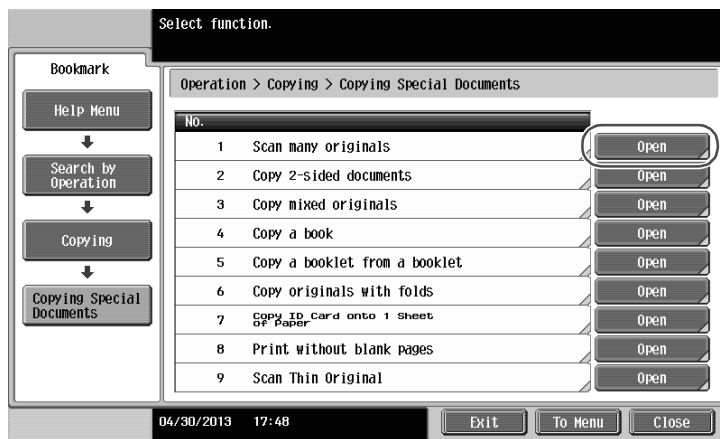 Select function.
Bookmark
Operation > Copying > Copying Special Documents
Help Menu
Search by
Operation
Copying
Copying Special
Documents
No.
1 Scan many originals Open
2 Copy 2-sided documents Open
3 Copy mixed originals Open
4 Copy a book Open
5 Copy a booklet from a booklet Open
6 Copy originals with folds Open
7 Copy ID Card onto 1 Sheet
of Paper Open
8 Print without blank pages Open
9 Scan Thin Original Open
04/30/2013 17:48 Exit To Menu Close